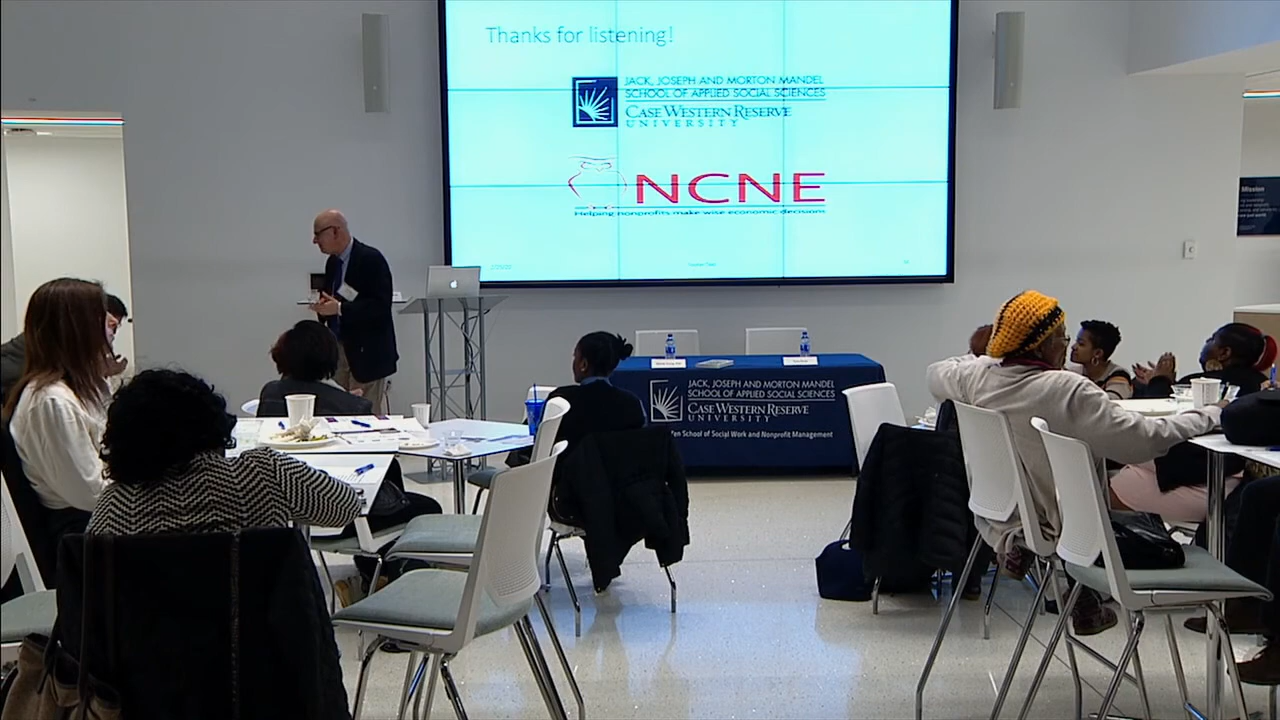 Thanks for listening!
JACK, JOSEPH AND MORTON MANDEL
SCHOOL OF APPLIED SOCIAL SCIENCES
CASE WESTERN RESERVE
UNIVERSITY
NCNE
Helping nonprofits make wise economic decisions
Mission
JACK, JOSEPH AND MORTON MANDEL
SCHOOL OF APPLIED SOCIAL SCIENCES
CASE WESTERN RESERVE
UNIVERSITY
School of Social Work and Nonprofit Management